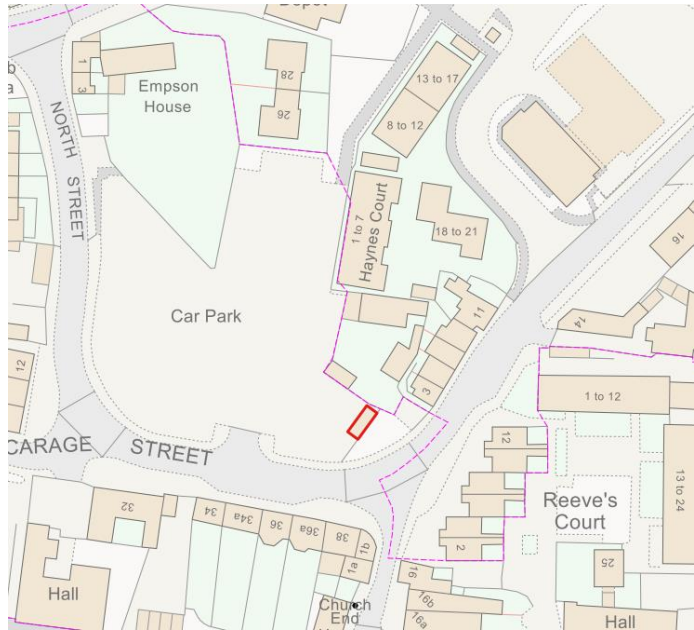 Depot
1
3
Empson
House
28
26
13 to 17
8 to 12
NORTH
STREET
1 to 7
Haynes Court
18 to 21
16
Car Park
11
14
3
12
1 to 12
CARAGE STREET
12
13 to 24
32
34
34a
36
36a
38
1b
1a
2
Reeve's
Court
Hall
16
16b
16a
25
Church
End
Hall